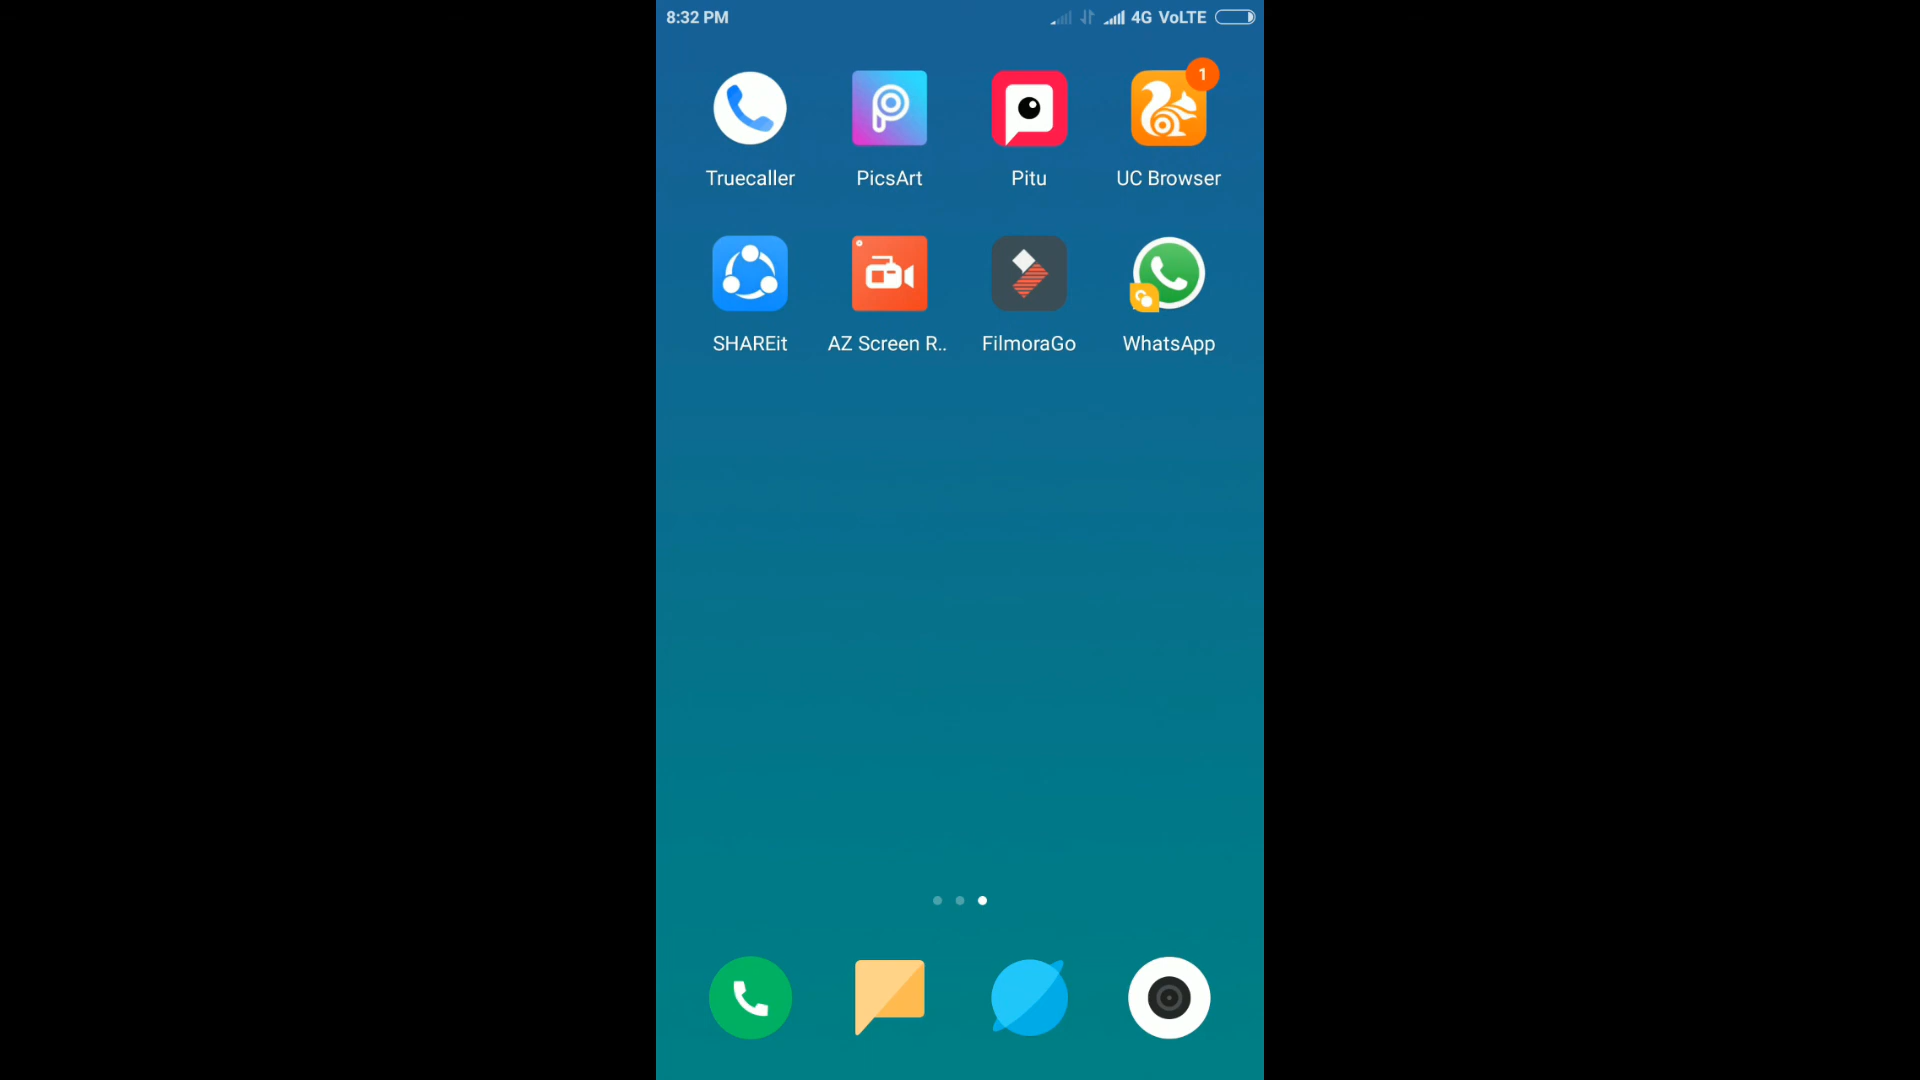 8:32 PM 4G VoLTE
1
Truecaller PicsArt Pitu UC Browser
SHAREit AZ Screen R.. FilmoraGo WhatsApp